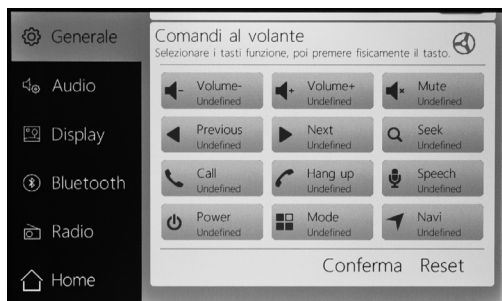 Generale
Audio
Display
Bluetooth
Radio
Home
Comandi al volante
Selezionare i tasti funzione, poi premere fisicamente il tasto.
Volume-
Undefined
Volume+
Undefined
Mute
Undefined
Previous
Undefined
Next
Undefined
Seek
Undefined
Call
Undefined
Hang up
Undefined
Speech
Undefined
Power
Undefined
Mode
Undefined
Navi
Undefined
Conferma Reset